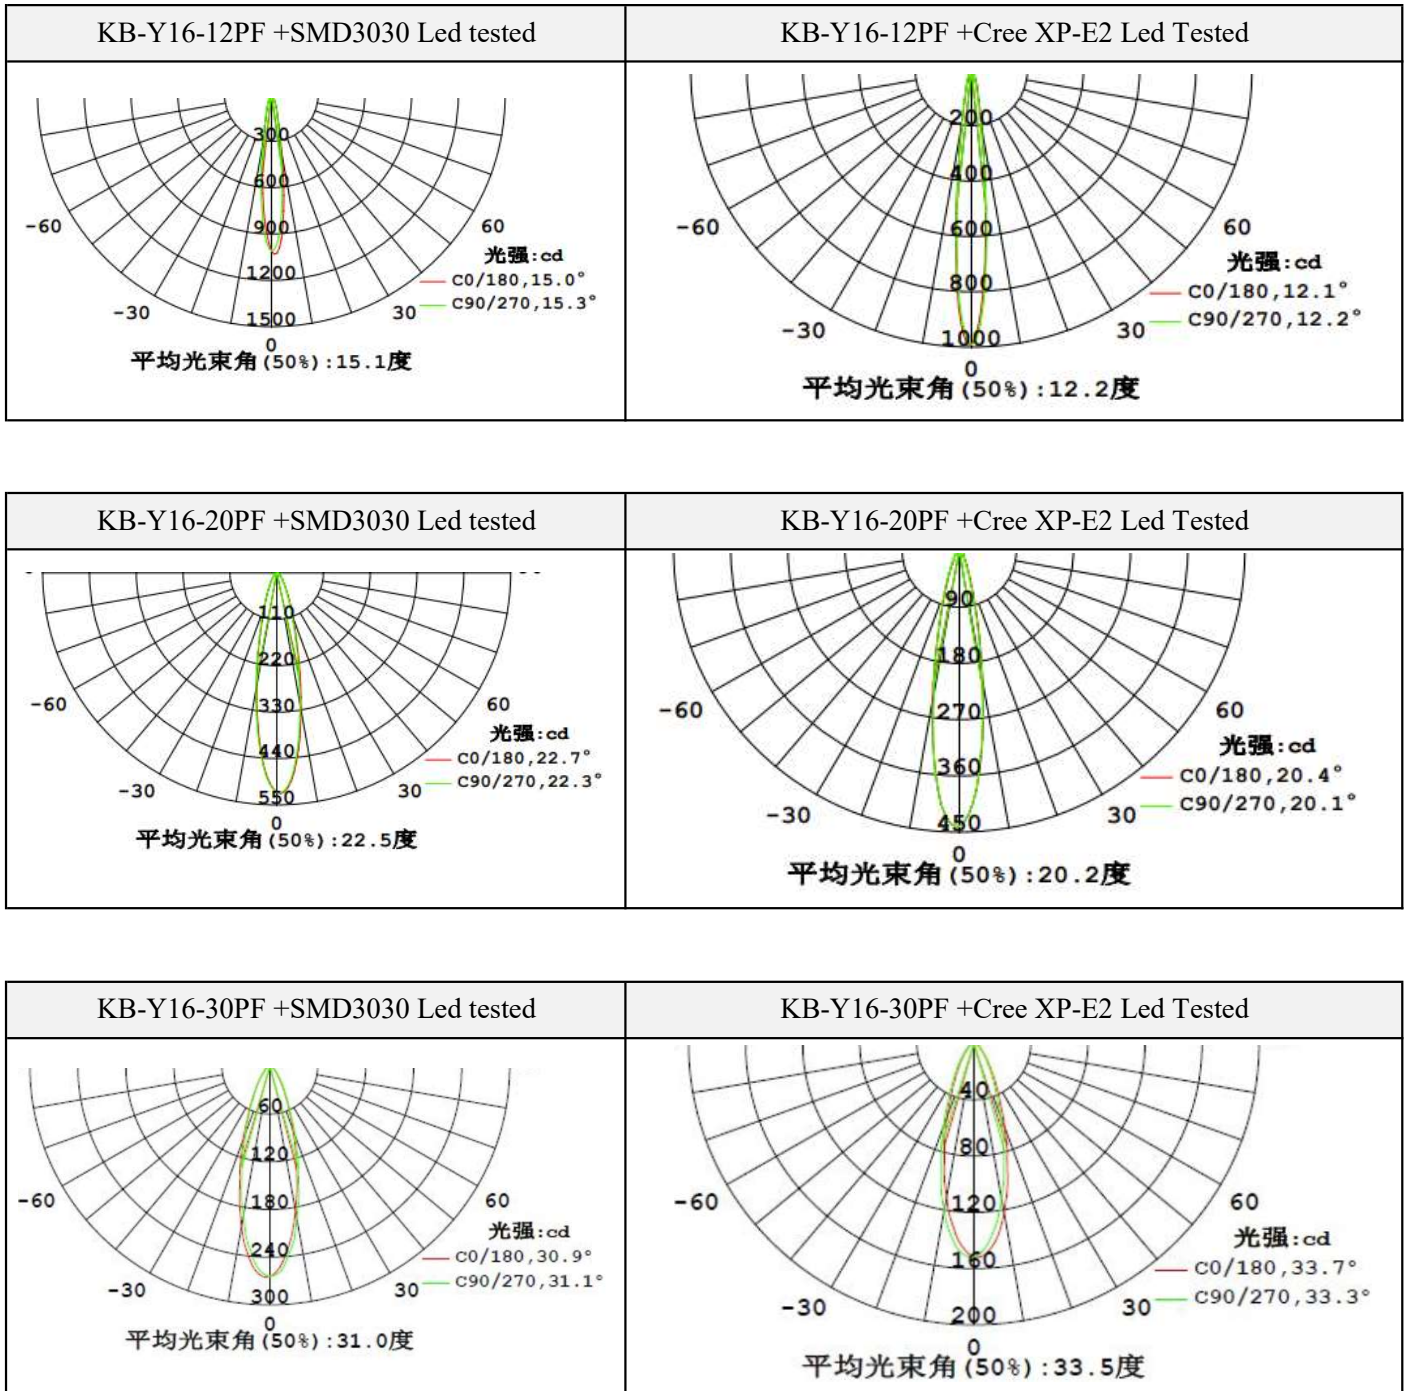 KB-Y16-12PF +SMD3030 Led tested
KB-Y16-12PF +Cree XP-E2 Led Tested
300
600
900
1200
1500
-60
-30
0
30
60
光强:cd
C0/180,15.0°
C90/270,15.3°
平均光束角(50%):15.1度
200
400
600
800
1000
-60
-30
0
30
60
光强:cd
C0/180,12.1°
C90/270,12.2°
平均光束角(50%):12.2度
KB-Y16-20PF +SMD3030 Led tested
KB-Y16-20PF +Cree XP-E2 Led Tested
110
220
330
440
550
-60
-30
0
30
60
光强:cd
C0/180,22.7°
C90/270,22.3°
平均光束角(50%):22.5度
90
180
270
360
450
-60
-30
0
30
60
光强:cd
C0/180,20.4°
C90/270,20.1°
平均光束角(50%):20.2度
KB-Y16-30PF +SMD3030 Led tested
KB-Y16-30PF +Cree XP-E2 Led Tested
60
120
180
240
300
-60
-30
0
30
60
光强:cd
C0/180,30.9°
C90/270,31.1°
平均光束角(50%):31.0度
40
80
120
160
200
-60
-30
0
30
60
光强:cd
C0/180,33.7°
C90/270,33.3°
平均光束角(50%):33.5度